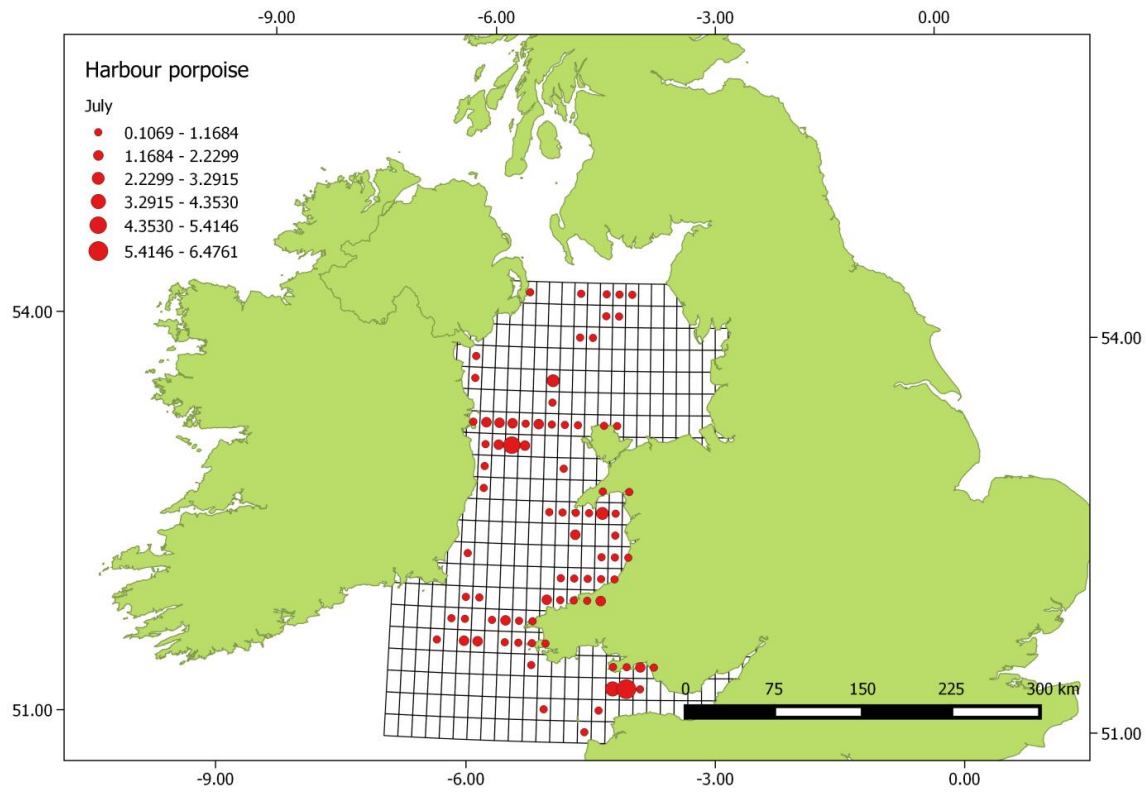 -9.00 -6.00 -3.00 0.00
Harbour porpoise
July
0.1069 - 1.1684
1.1684 - 2.2299
2.2299 - 3.2915
3.2915 - 4.3530
4.3530 - 5.4146
5.4146 - 6.4761
54.00
54.00
0 75 150 225 300 km
51.00
51.00
-9.00 -6.00 -3.00 0.00